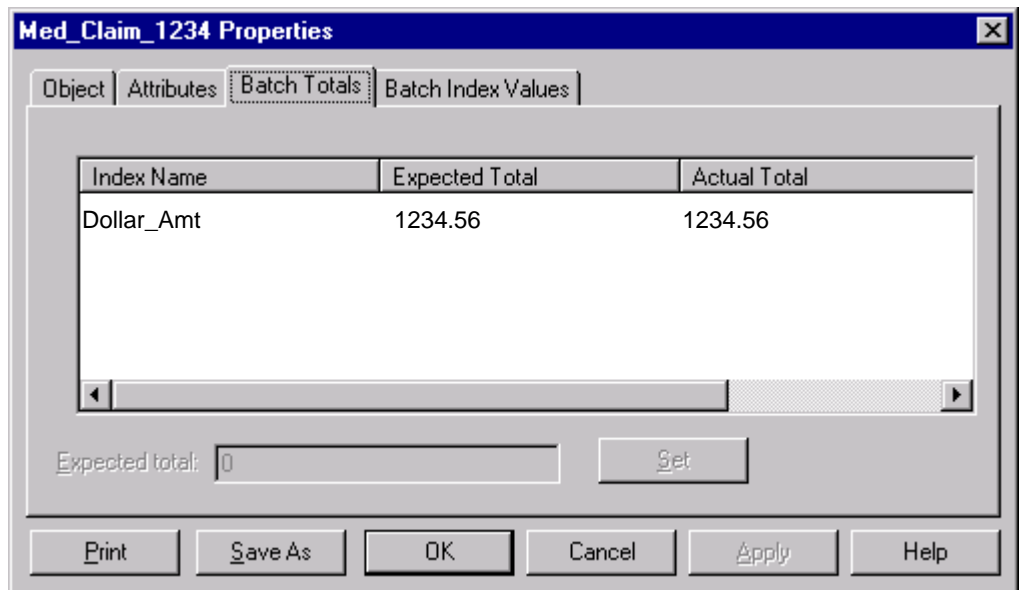 Med_Claim_1234 Properties
Object Attributes Batch Totals Batch Index Values
Index Name Expected Total Actual Total
Dollar_Amt 1234.56 1234.56
Expected total: 0 Set
Print Save As OK Cancel Apply Help